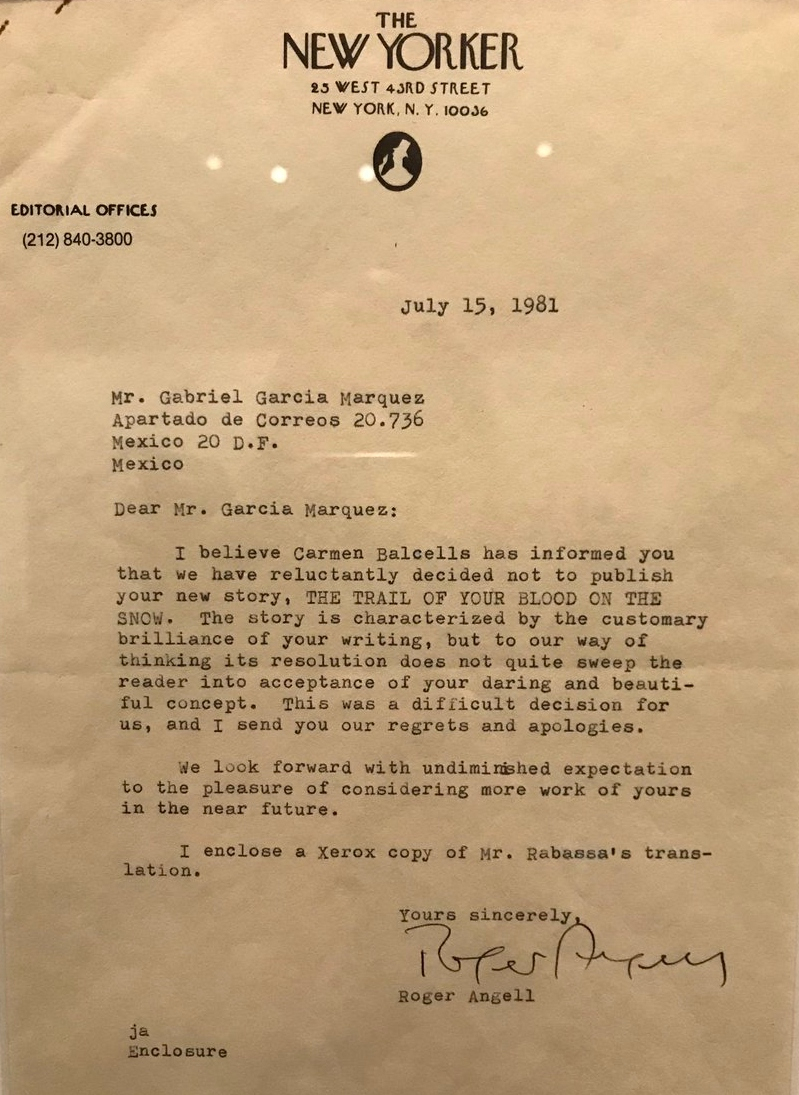 THE
NEW YORKER
25 WEST 43RD STREET
NEW YORK, N. Y. 10036
EDITORIAL OFFICES
(212) 840-3800
July 15, 1981
Mr. Gabriel Garcia Marquez
Apartado de Correos 20.736
Mexico 20 D.F.
Mexico
Dear Mr. Garcia Marquez:
I believe Carmen Balcells has informed you
that we have reluctantly decided not to publish
your new story, THE TRAIL OF YOUR BLOOD ON THE
SNOW. The story is characterized by the customary
brilliance of your writing, but to our way of
thinking its resolution does not quite sweep the
reader into acceptance of your daring and beauti-
ful concept. This was a difficult decision for
us, and I send you our regrets and apologies.
We look forward with undiminished expectation
to the pleasure of considering more work of yours
in the near future.
I enclose a Xerox copy of Mr. Rabassa's trans-
lation.
Yours sincerely,
Roger Angell
Roger Angell
ja
Enclosure